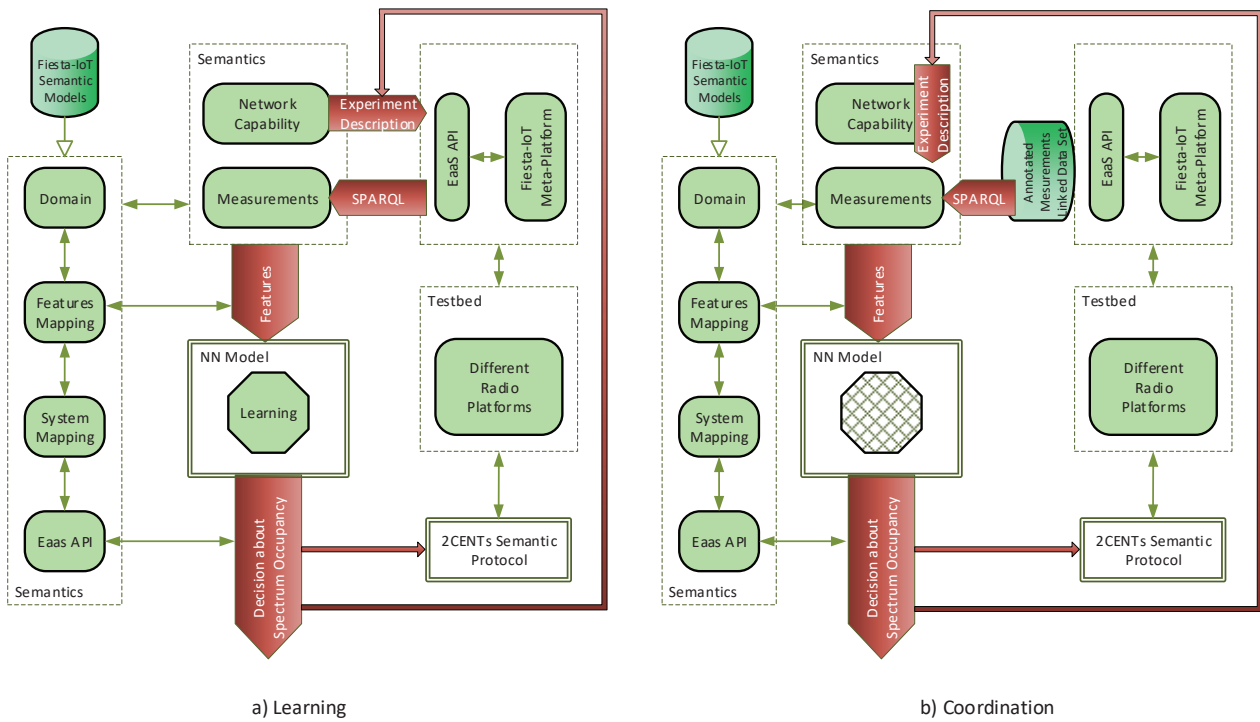 Fiesta-IoT
Semantic
Models
Semantics
Network
Capability
Experiment
Description
EaaS API
Fiesta-IoT
Meta-Platform
Domain
Measurements
SPARQL
Features
Features
Mapping
Testbed
NN Model
Learning
Different
Radio
Platforms
System
Mapping
Eaas API
Semantics
Decision about
Spectrum Occupancy
2CENTs Semantic
Protocol
a) Learning
Fiesta-IoT
Semantic
Models
Semantics
Network
Capability
Experiment
Description
Annotated
Mesurements
Linked Data Set
EaaS API
Fiesta-IoT
Meta-Platform
Domain
Measurements
SPARQL
Features
Features
Mapping
Testbed
NN Model
Different
Radio
Platforms
System
Mapping
Eaas API
Semantics
Decision about
Spectrum Occupancy
2CENTs Semantic
Protocol
b) Coordination